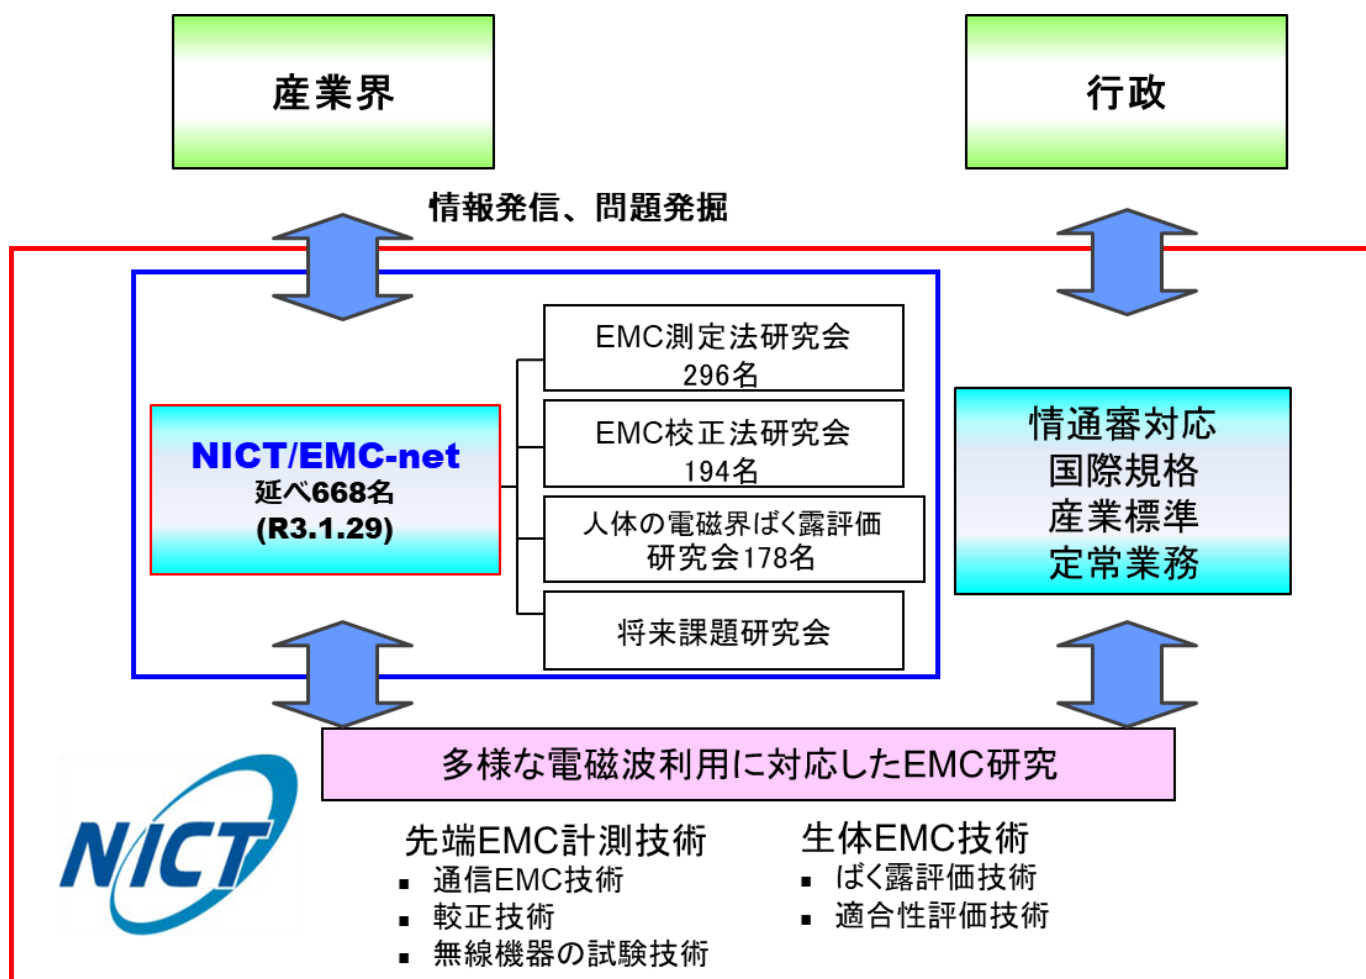 産業界
行政
情報発信、問題発掘
EMC測定法研究会
296名
EMC校正法研究会
194名
人体の電磁界ばく露評価
研究会178名
将来課題研究会
NICT/EMC-net
延べ668名
(R3.1.29)
情通審対応
国際規格
産業標準
定常業務
多様な電磁波利用に対応したEMC研究
NICT
先端EMC計測技術
▪ 通信EMC技術
▪ 較正技術
▪ 無線機器の試験技術
生体EMC技術
▪ ばく露評価技術
▪ 適合性評価技術